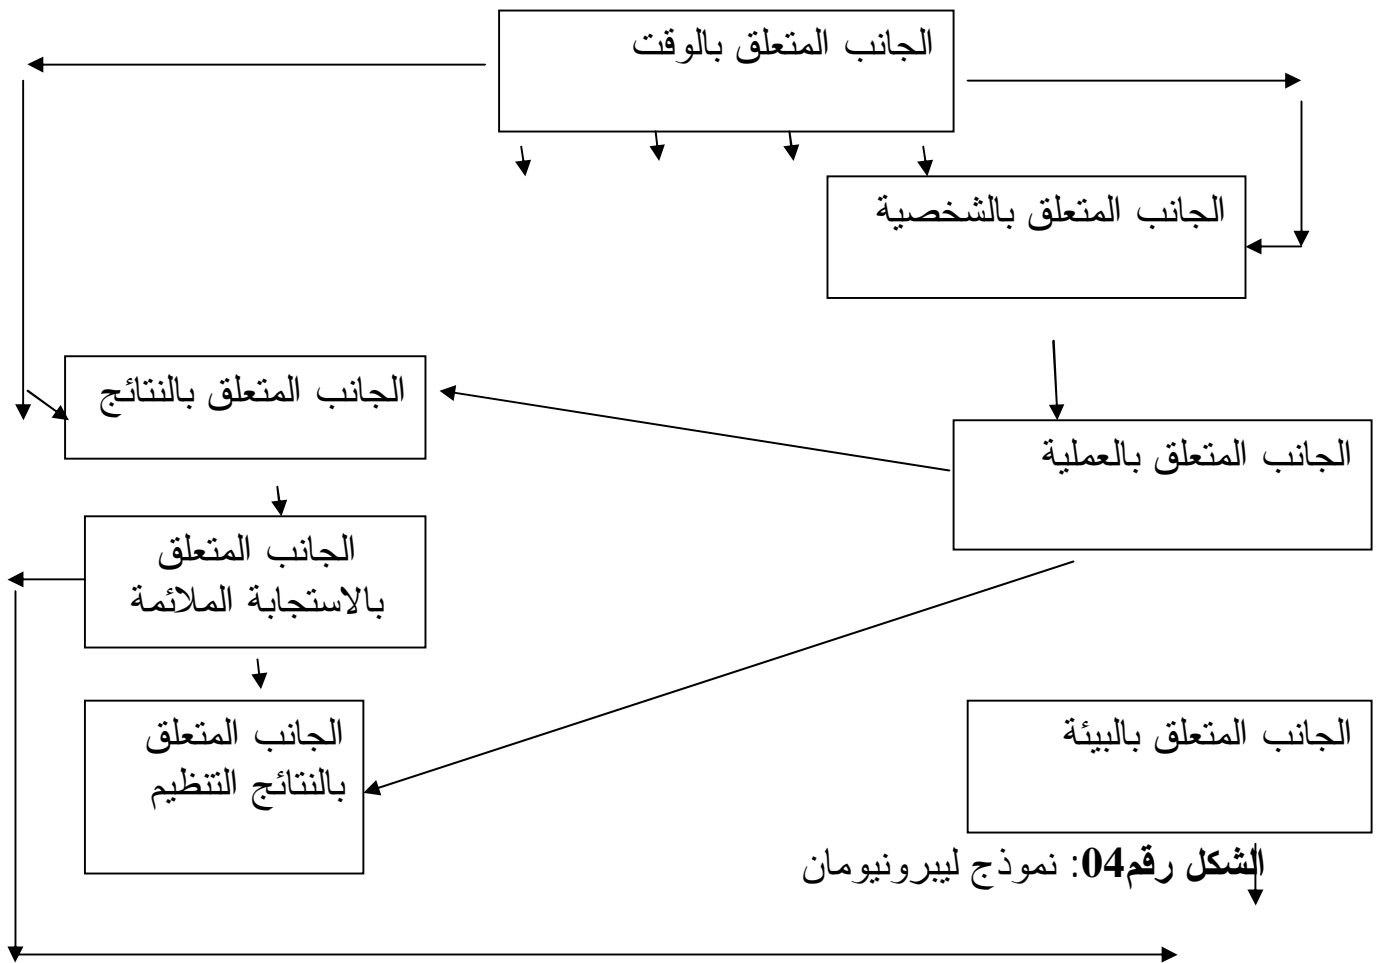 الجانب المتعلق بالوقت
الجانب المتعلق بالشخصية
الجانب المتعلق بالنتائج
الجانب المتعلق بالعملية
الجانب المتعلق
بالاستجابة الملائمة
الجانب المتعلق
بالنتائج التنظيم
الجانب المتعلق بالبيئة
الشكل رقم04: نموذج ليبرونيومان